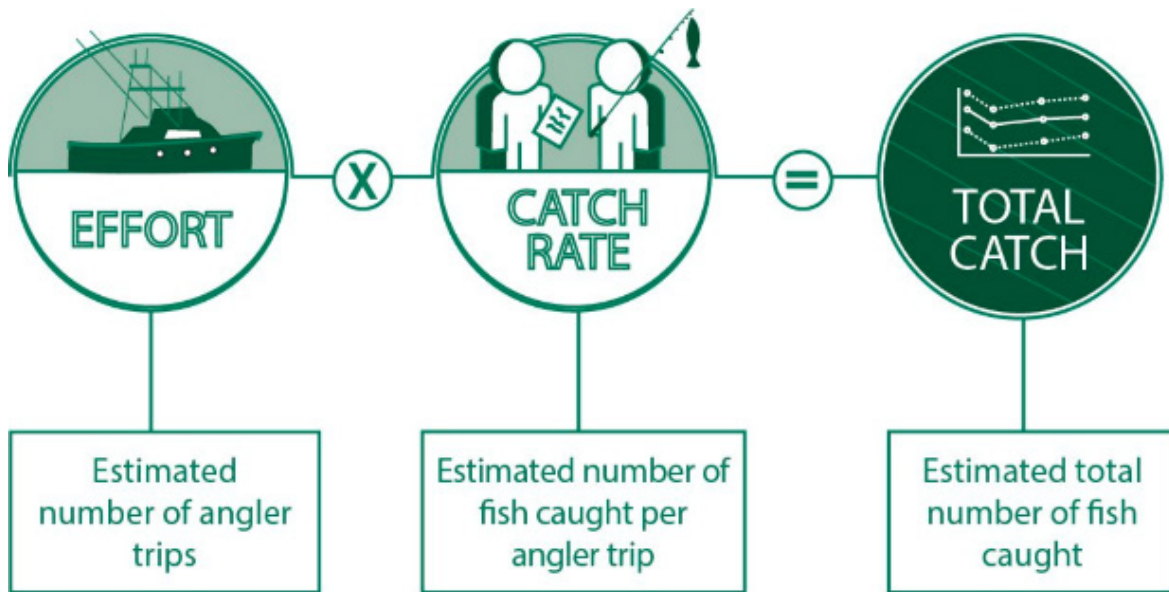 EFFORT
X
CATCH
RATE
=
TOTAL
CATCH
Estimated
number of angler
trips
Estimated number of
fish caught per
angler trip
Estimated total
number of fish
caught